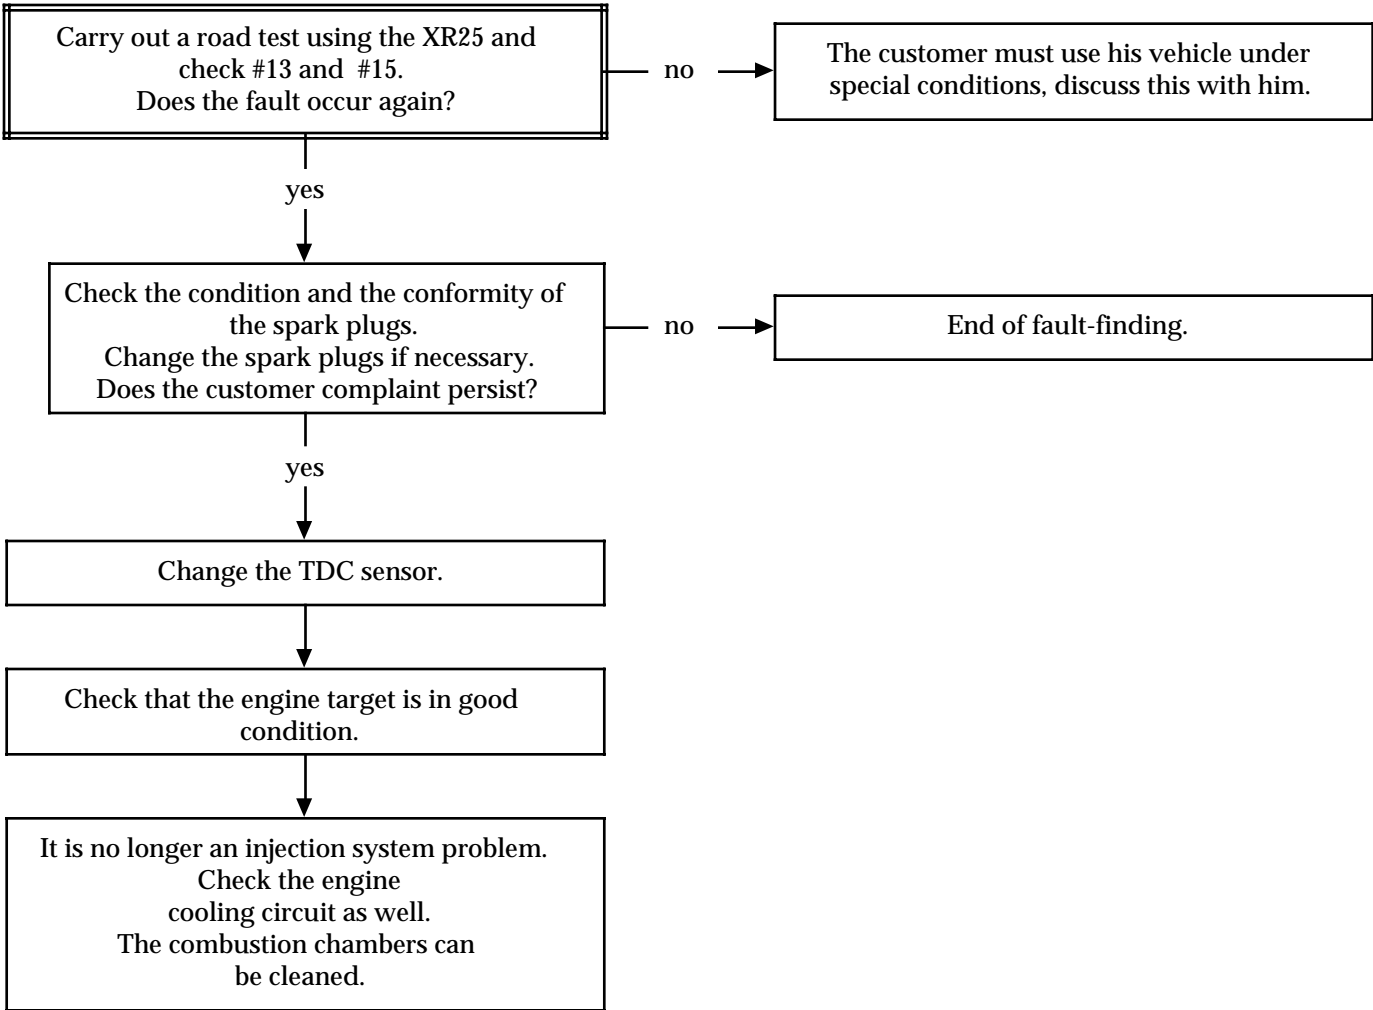 Carry out a road test using the XR25 and
check #13 and #15.
Does the fault occur again?
no
The customer must use his vehicle under
special conditions, discuss this with him.
yes
Check the condition and the conformity of
the spark plugs.
Change the spark plugs if necessary.
Does the customer complaint persist?
no
End of fault-finding.
yes
Change the TDC sensor.
Check that the engine target is in good
condition.
It is no longer an injection system problem.
Check the engine
cooling circuit as well.
The combustion chambers can
be cleaned.